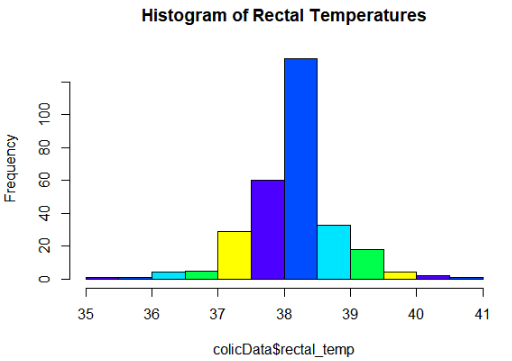 Histogram of Rectal Temperatures
Frequency
100
80
60
40
20
0
35 36 37 38 39 40 41
colicData$rectal_temp